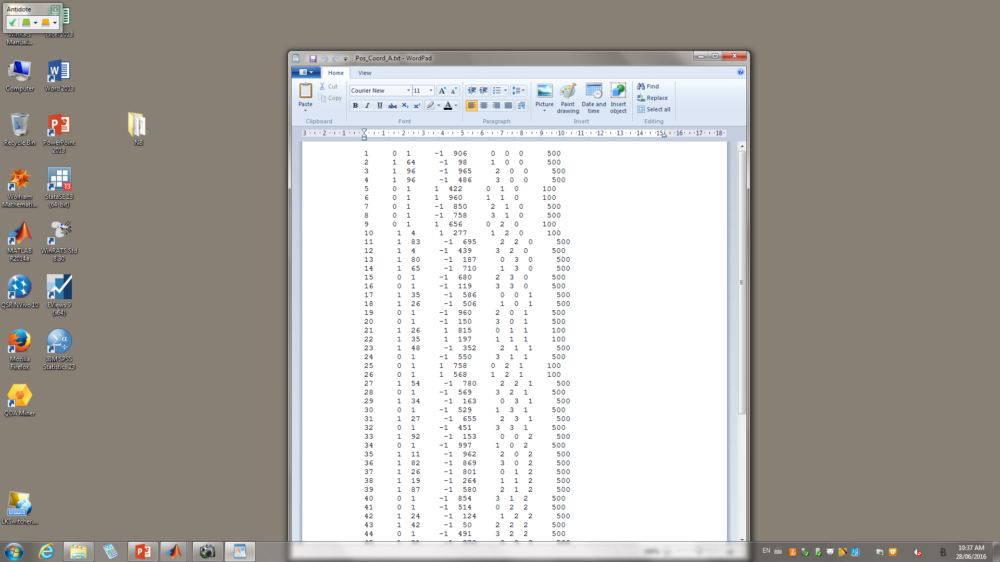 Antidote
WinRats Manual...
Excel 2013
Computer
Word 2013
Recycle Bin
PowerPoint 2013
NB
Wolfram Mathemati...
StataSE 13 (64-bit)
MATLAB R2014a
WinRATS Std 8.30
QSR NVivo 10
EViews 9 (x64)
Mozilla Firefox
IBM SPSS Statistics 23
QDA Miner
LKSwitcher....
Pos_Coord_A.txt - WordPad
Home View
Paste
Cut
Copy
Clipboard
Courier New 11
B I U abc X₂ X²
Font
Paragraph
Picture
Paint drawing
Date and time
Insert object
Insert
Find
Replace
Select all
Editing
3 2 1 1 2 3 4 5 6 7 8 9 10 11 12 13 14 15 16 17 18
1 0 1 -1 906 0 0 0 500
2 1 64 -1 98 1 0 0 500
3 1 96 -1 965 2 0 0 500
4 1 96 -1 486 3 0 0 500
5 0 1 1 422 0 1 0 100
6 0 1 1 960 1 1 0 100
7 0 1 -1 850 2 1 0 500
8 0 1 -1 758 3 1 0 500
9 0 1 1 656 0 2 0 100
10 1 4 1 277 1 2 0 100
11 1 83 -1 695 2 2 0 500
12 1 4 -1 439 3 2 0 500
13 1 80 -1 187 0 3 0 500
14 1 65 -1 710 1 3 0 500
15 0 1 -1 680 2 3 0 500
16 0 1 -1 119 3 3 0 500
17 1 35 -1 586 0 0 1 500
18 1 26 -1 506 1 0 1 500
19 0 1 -1 960 2 0 1 500
20 0 1 -1 150 3 0 1 500
21 1 26 1 815 0 1 1 100
22 1 35 1 197 1 1 1 100
23 1 48 -1 352 2 1 1 500
24 0 1 -1 550 3 1 1 500
25 0 1 1 758 0 2 1 100
26 0 1 1 568 1 2 1 100
27 1 54 -1 780 2 2 1 500
28 0 1 -1 569 3 2 1 500
29 1 34 -1 163 0 3 1 500
30 0 1 -1 529 1 3 1 500
31 1 27 -1 655 2 3 1 500
32 0 1 -1 451 3 3 1 500
33 1 92 -1 153 0 0 2 500
34 0 1 -1 997 1 0 2 500
35 1 11 -1 962 2 0 2 500
36 1 82 -1 869 3 0 2 500
37 1 26 -1 801 0 1 2 500
38 1 19 -1 264 1 1 2 500
39 1 87 -1 580 2 1 2 500
40 0 1 -1 854 3 1 2 500
41 0 1 -1 514 0 2 2 500
42 1 24 -1 124 1 2 2 500
43 1 42 -1 50 2 2 2 500
44 0 1 -1 491 3 2 2 500
EN
10:37 AM
28/06/2016